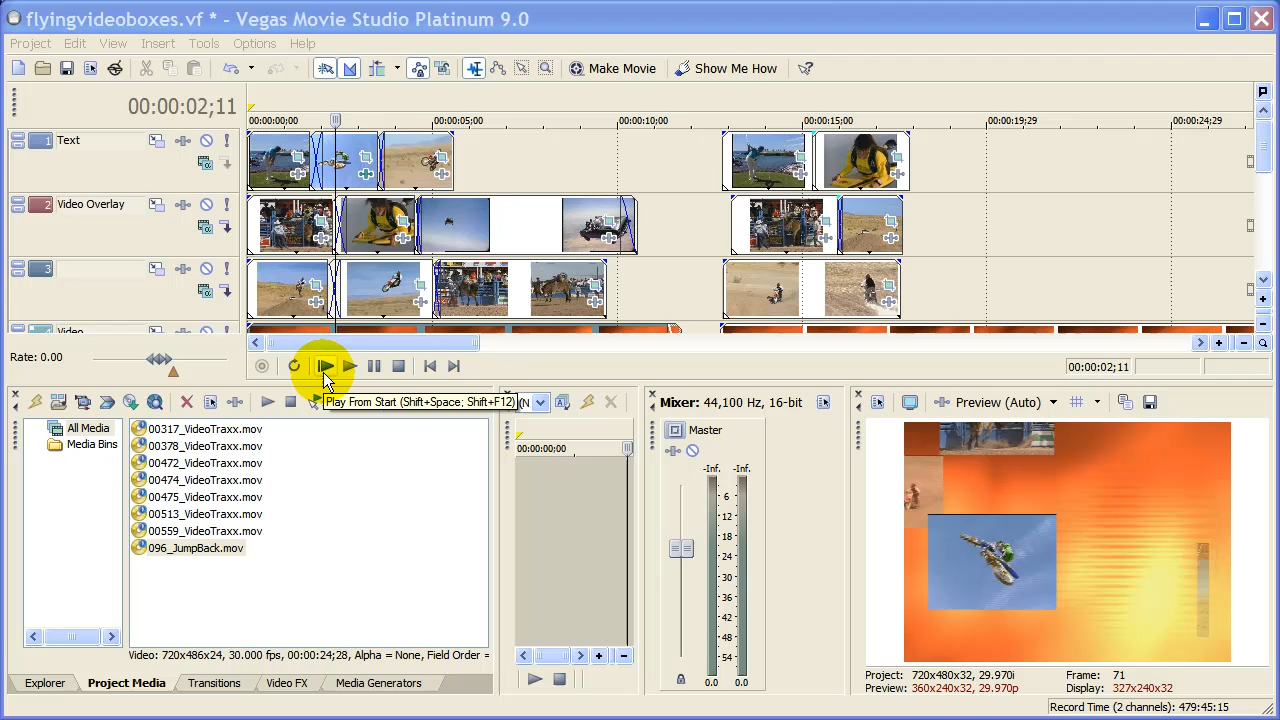 flyingvideoboxes.vf * - Vegas Movie Studio Platinum 9.0
Project Edit View Insert Tools Options Help
Make Movie Show Me How
00:00:02;11
00:00:00;00 00:00:05;00 00:00:10;00 00:00:15;00 00:00:19;29 00:00:24;29
1 Text
2 Video Overlay
3
Video
Rate: 0.00
00:00:02;11
Play From Start (Shift+Space; Shift+F12)
(N
Mixer: 44,100 Hz, 16-bit
Preview (Auto)
All Media
Media Bins
00317_VideoTraxx.mov
00378_VideoTraxx.mov
00472_VideoTraxx.mov
00474_VideoTraxx.mov
00475_VideoTraxx.mov
00513_VideoTraxx.mov
00559_VideoTraxx.mov
096_JumpBack.mov
00:00:00;00
Master
-Inf. -Inf.
6
12
18
24
30
36
42
48
54
0.0 0.0
Video: 720x486x24, 30.000 fps, 00:00:24;28, Alpha = None, Field Order =
Explorer Project Media Transitions Video FX Media Generators
Project: 720x480x32, 29.970i Frame: 71
Preview: 360x240x32, 29.970p Display: 327x240x32
Record Time (2 channels): 479:45:15